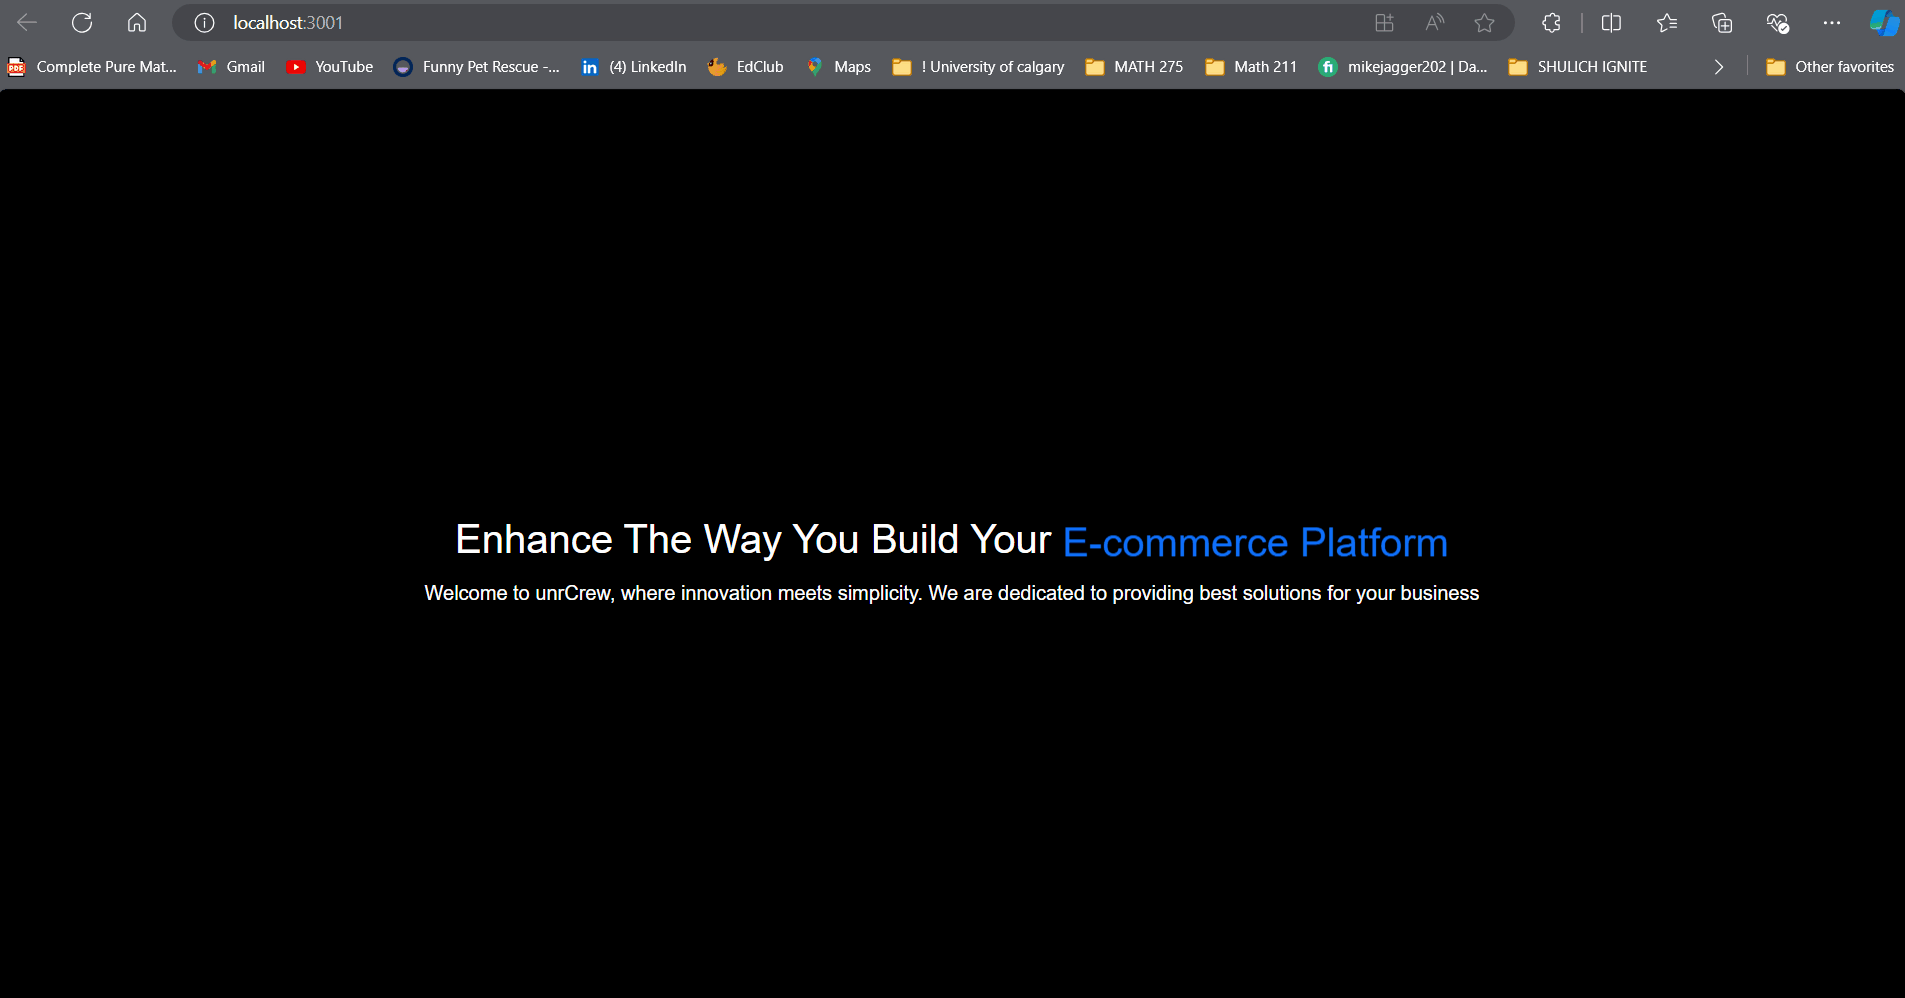 localhost:3001
Complete Pure Mat... Gmail YouTube Funny Pet Rescue -... (4) LinkedIn EdClub Maps ! University of calgary MATH 275 Math 211 mikejagger202 | Da... SHULICH IGNITE Other favorites
Enhance The Way You Build Your E-commerce Platform
Welcome to unrCrew, where innovation meets simplicity. We are dedicated to providing best solutions for your business